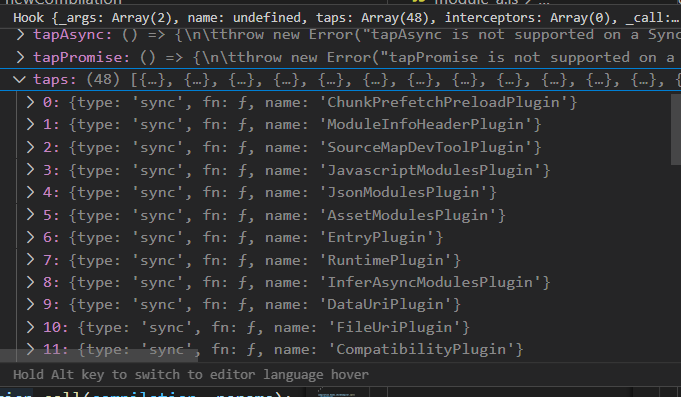 newCompilation
module_a.js > ...
Hook {_args: Array(2), name: undefined, taps: Array(48), interceptors: Array(0), _call:...
> tapAsync: () => {\n\tthrow new Error("tapAsync is not supported on a Sync
> tapPromise: () => {\n\tthrow new Error("tapPromise is not supported on a
taps: (48) [{…}, {…}, {…}, {…}, {…}, {…}, {…}, {…}, {…}, {…}, {…}, {…}, {
> 0: {type: 'sync', fn: ƒ, name: 'ChunkPrefetchPreloadPlugin'}
> 1: {type: 'sync', fn: ƒ, name: 'ModuleInfoHeaderPlugin'}
> 2: {type: 'sync', fn: ƒ, name: 'SourceMapDevToolPlugin'}
> 3: {type: 'sync', fn: ƒ, name: 'JavascriptModulesPlugin'}
> 4: {type: 'sync', fn: ƒ, name: 'JsonModulesPlugin'}
> 5: {type: 'sync', fn: ƒ, name: 'AssetModulesPlugin'}
> 6: {type: 'sync', fn: ƒ, name: 'EntryPlugin'}
> 7: {type: 'sync', fn: ƒ, name: 'RuntimePlugin'}
> 8: {type: 'sync', fn: ƒ, name: 'InferAsyncModulesPlugin'}
> 9: {type: 'sync', fn: ƒ, name: 'DataUriPlugin'}
> 10: {type: 'sync', fn: ƒ, name: 'FileUriPlugin'}
> 11: {type: 'sync', fn: ƒ, name: 'CompatibilityPlugin'}
Hold Alt key to switch to editor language hover
call(compilation, params);